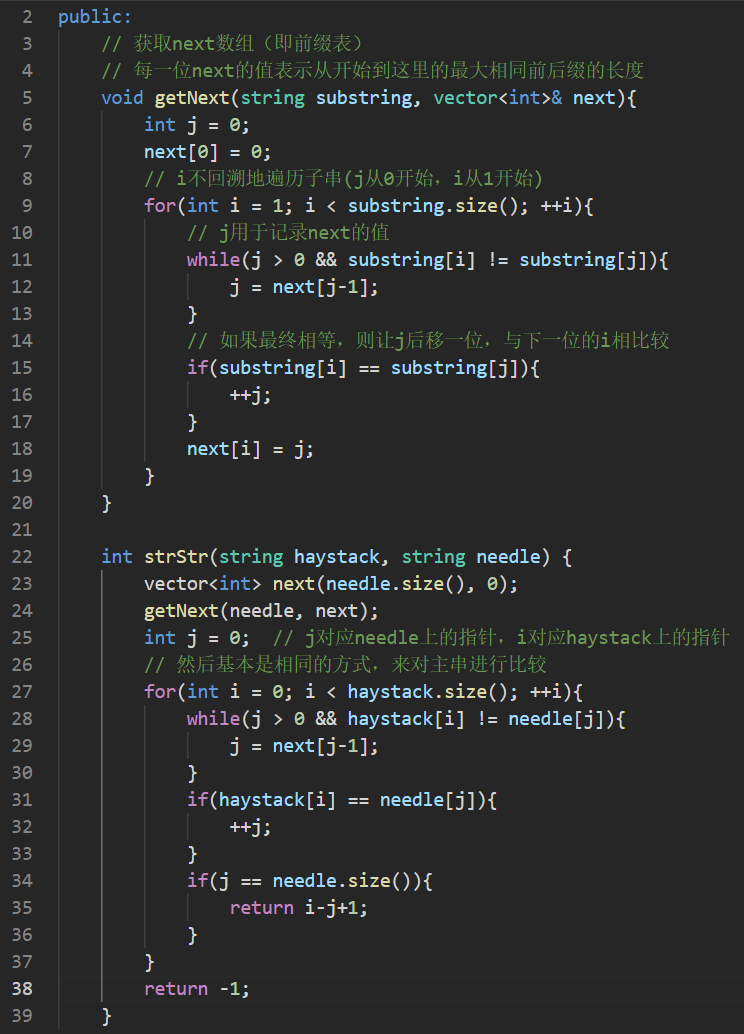 2 public:
3 // 获取next数组（即前缀表）
4 // 每一位next的值表示从开始到这里的最大相同前后缀的长度
5 void getNext(string substring, vector<int>& next){
6 int j = 0;
7 next[0] = 0;
8 // i不回溯地遍历子串(j从0开始，i从1开始)
9 for(int i = 1; i < substring.size(); ++i){
10 // j用于记录next的值
11 while(j > 0 && substring[i] != substring[j]){
12 j = next[j-1];
13 }
14 // 如果最终相等，则让j后移一位，与下一位的i相比较
15 if(substring[i] == substring[j]){
16 ++j;
17 }
18 next[i] = j;
19 }
20 }
21
22 int strStr(string haystack, string needle) {
23 vector<int> next(needle.size(), 0);
24 getNext(needle, next);
25 int j = 0;  // j对应needle上的指针，i对应haystack上的指针
26 // 然后基本是相同的方式，来对主串进行比较
27 for(int i = 0; i < haystack.size(); ++i){
28 while(j > 0 && haystack[i] != needle[j]){
29 j = next[j-1];
30 }
31 if(haystack[i] == needle[j]){
32 ++j;
33 }
34 if(j == needle.size()){
35 return i-j+1;
36 }
37 }
38 return -1;
39 }